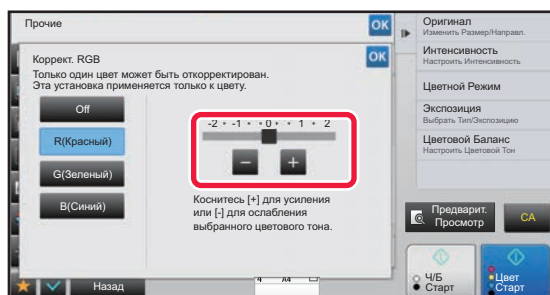 Прочие
OK
Коррект. RGB
OK
Только один цвет может быть откорректирован.
Эта установка применяется только к цвету.
Off
R(Красный)
G(Зеленый)
B(Синий)
-2 • -1 • • 0 • • 1 • 2
− +
Коснитесь [+] для усиления
или [-] для ослабления
выбранного цветового тона.
Назад
4 A4
Оригинал
Изменить Размер/Направл.
Интенсивность
Настроить Интенсивность
Цветной Режим
Экспозиция
Выбрать Тип/Экспозицию
Цветовой Баланс
Настроить Цветовой Тон
Предварит.
Просмотр
CA
Ч/Б
Старт
Цвет
Старт